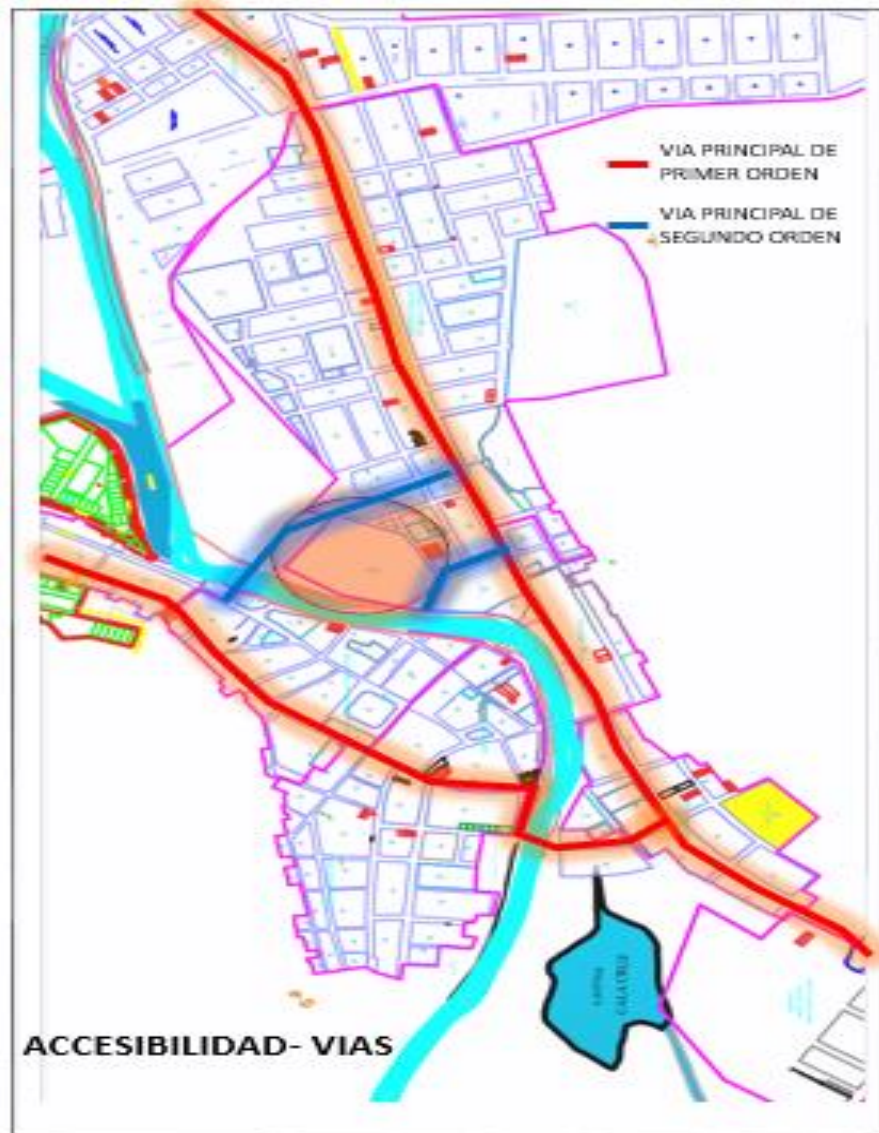 VIA PRINCIPAL DE
PRIMER ORDEN
VIA PRINCIPAL DE
SEGUNDO ORDEN
ACCESIBILIDAD- VIAS